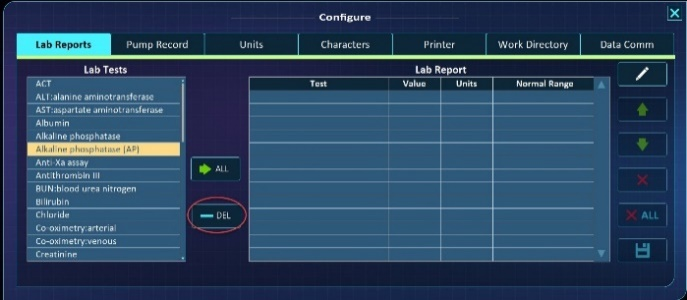 Configure
Lab Reports Pump Record Units Characters Printer Work Directory Data Comm
Lab Tests
ACT
ALT:alanine aminotransferase
AST:aspartate aminotransferase
Albumin
Alkaline phosphatase
Alkaline phosphatase (AP)
Anti-Xa assay
Antithrombin III
BUN:blood urea nitrogen
Bilirubin
Chloride
Co-oximetry:arterial
Co-oximetry:venous
Creatinine
ALL
DEL
Lab Report
Test Value Units Normal Range
ALL